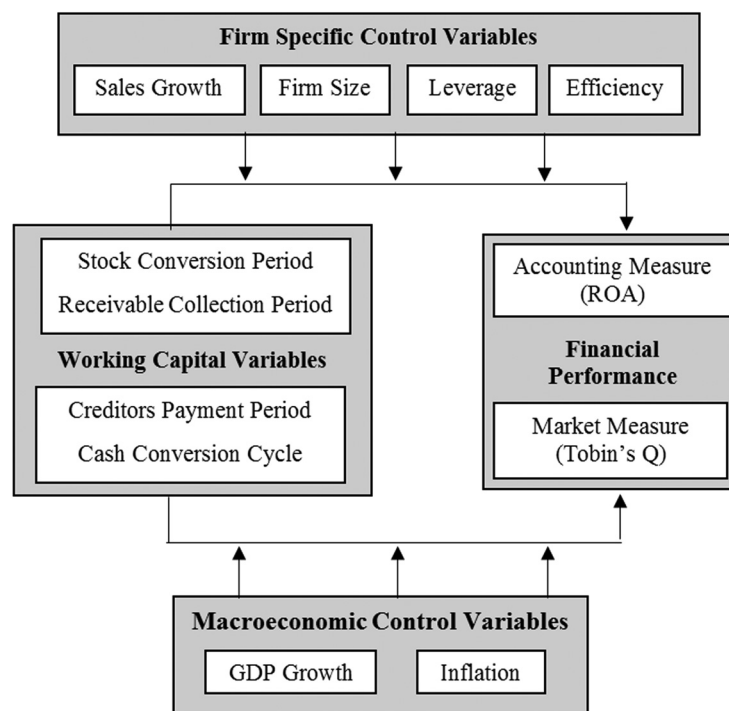 Firm Specific Control Variables
Sales Growth
Firm Size
Leverage
Efficiency
Stock Conversion Period
Receivable Collection Period
Working Capital Variables
Creditors Payment Period
Cash Conversion Cycle
Accounting Measure
(ROA)
Financial
Performance
Market Measure
(Tobin's Q)
Macroeconomic Control Variables
GDP Growth
Inflation